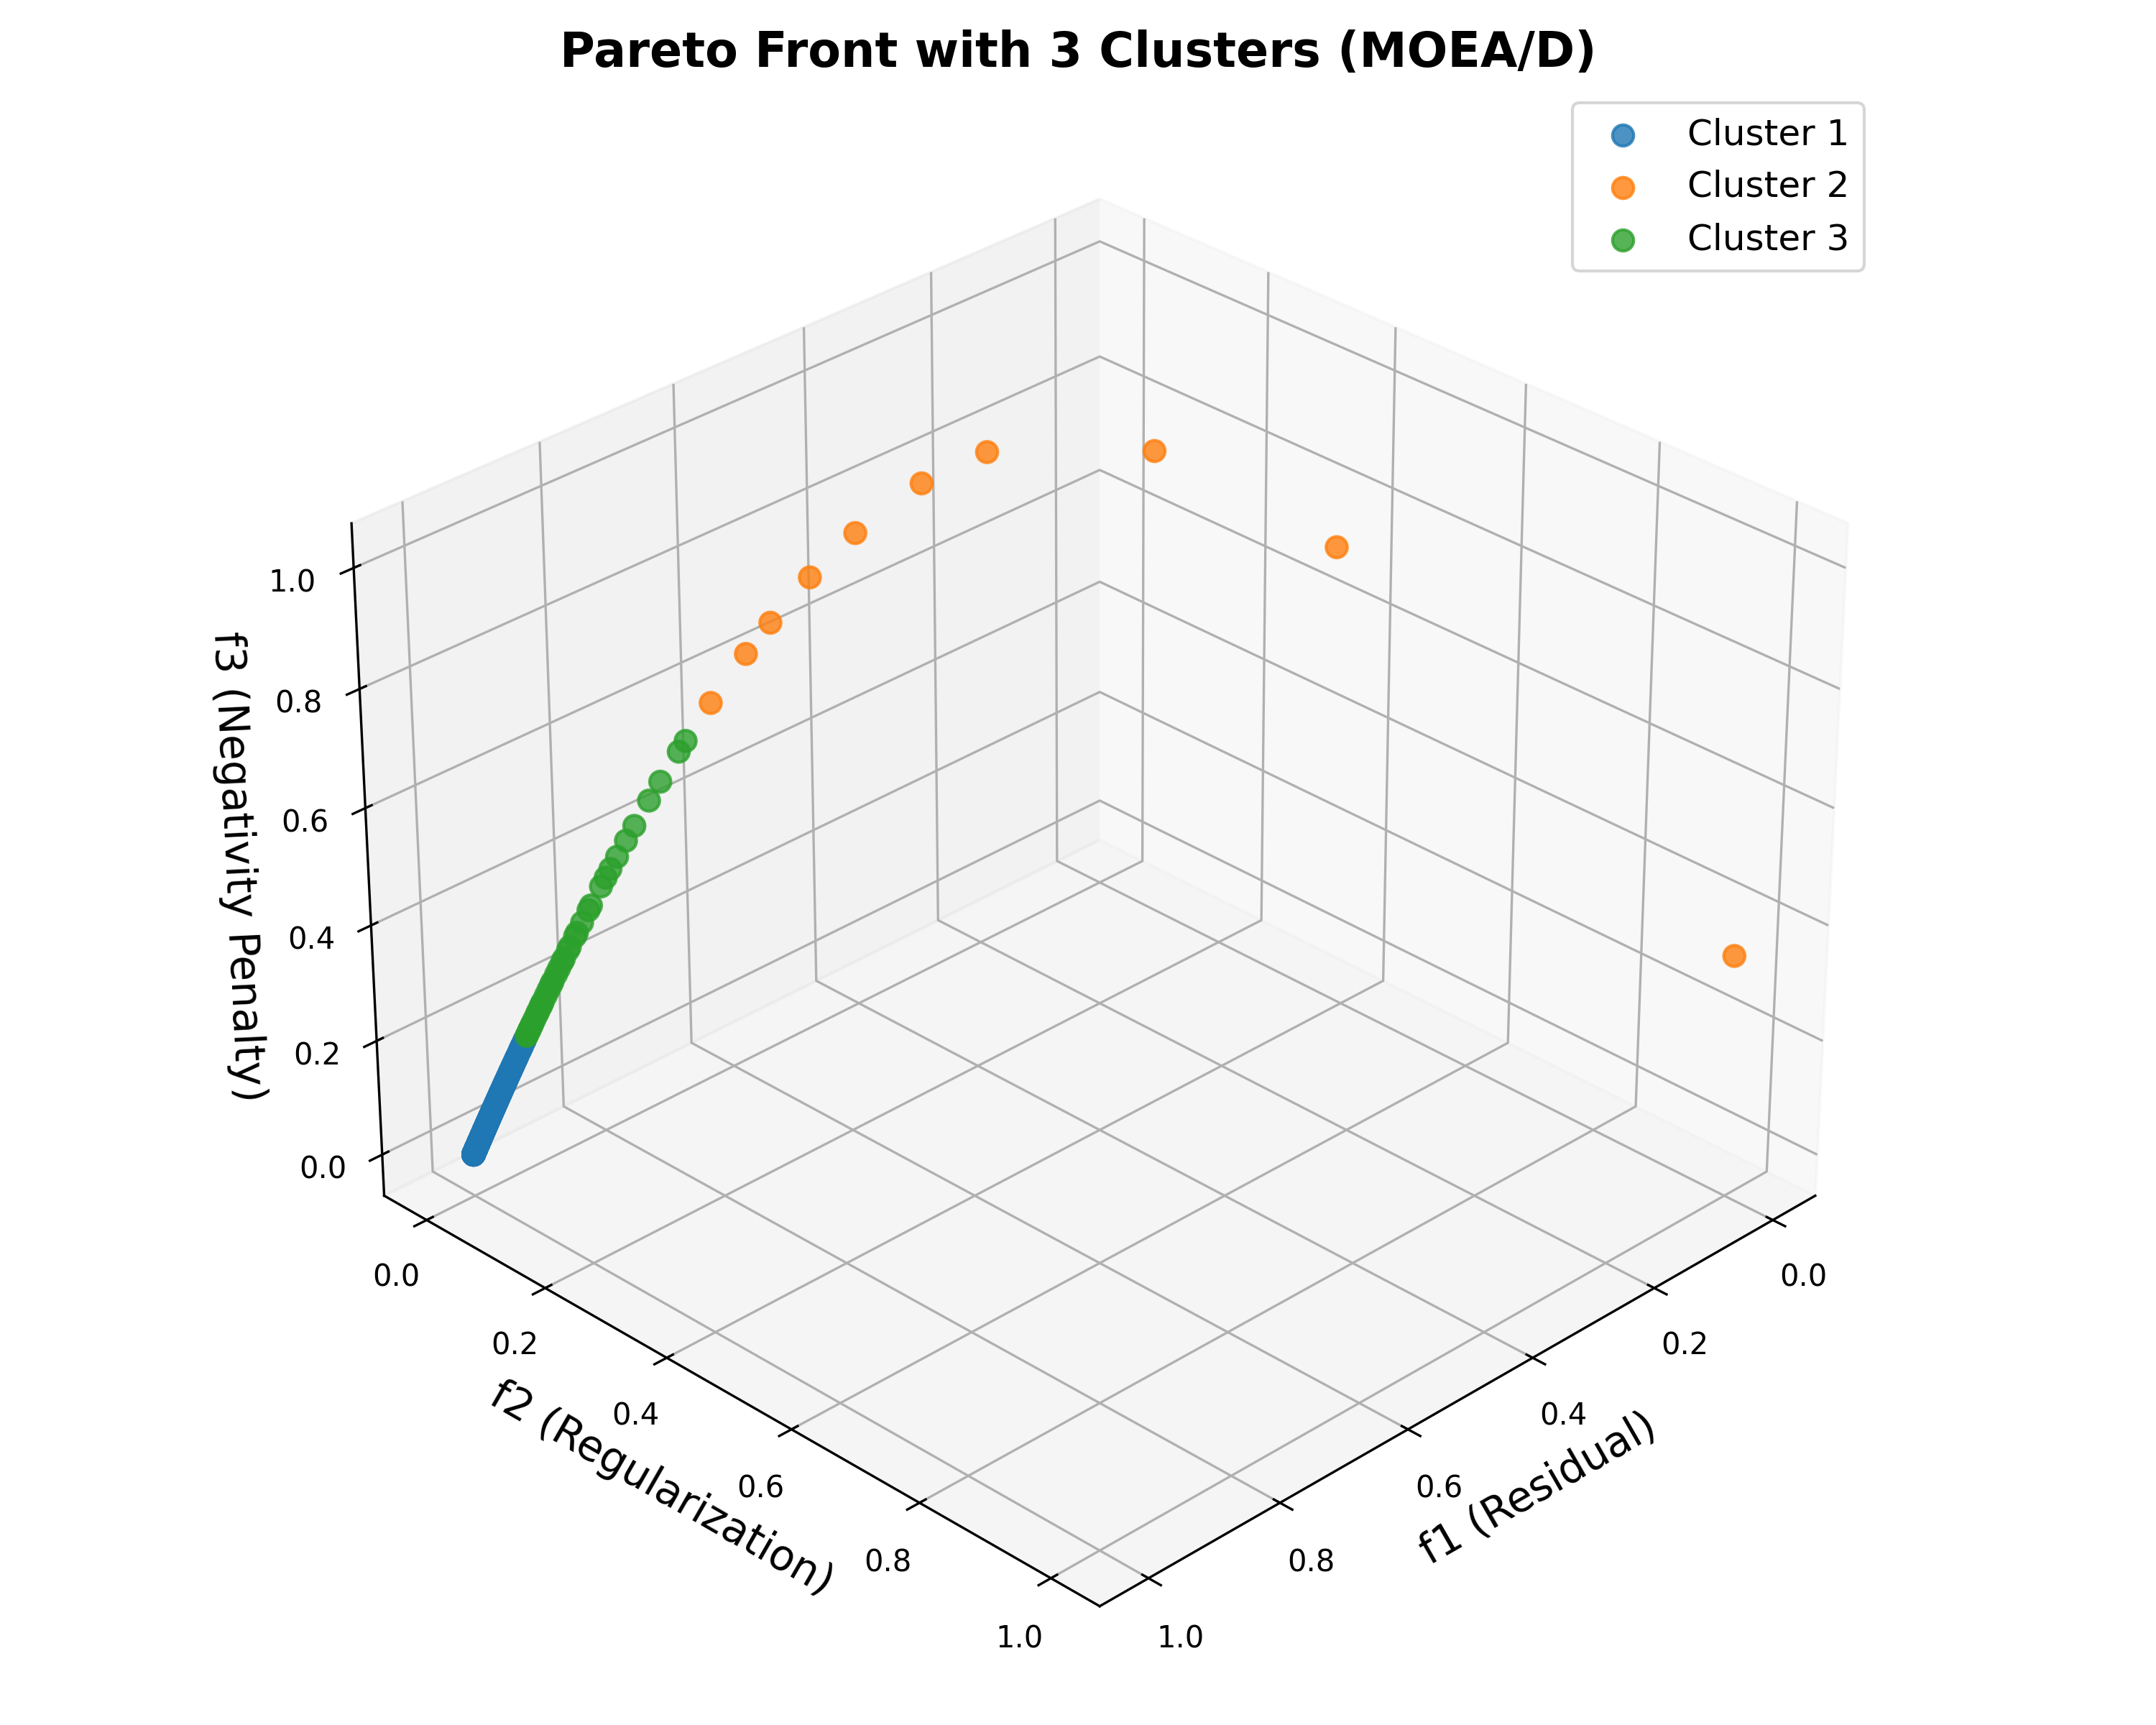 Pareto Front with 3 Clusters (MOEA/D)
Cluster 1
Cluster 2
Cluster 3
f3 (Negativity Penalty)
1.0
0.8
0.6
0.4
0.2
0.0
f2 (Regularization)
0.0
0.2
0.4
0.6
0.8
1.0
f1 (Residual)
1.0
0.8
0.6
0.4
0.2
0.0